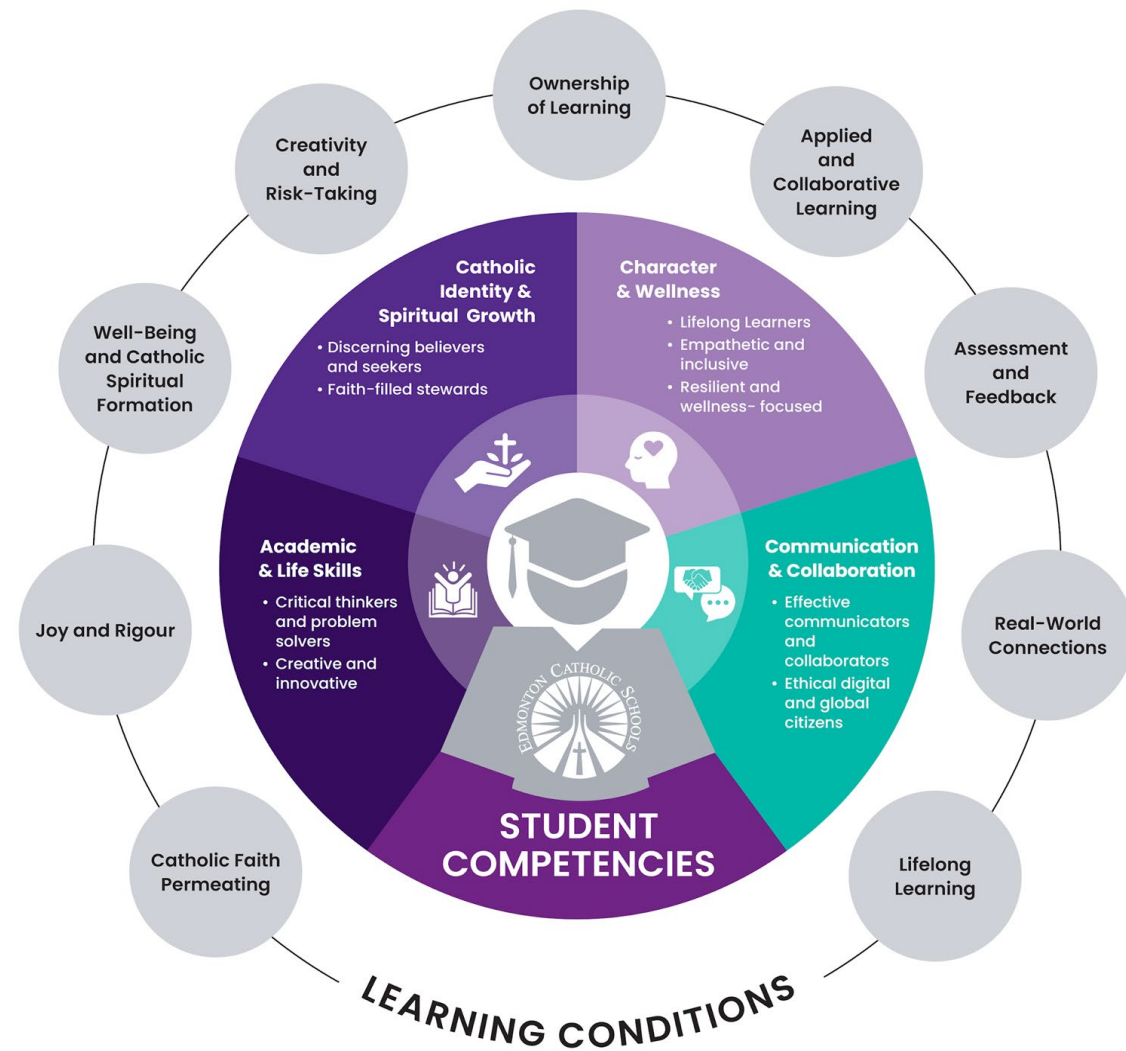 Ownership
of Learning
Creativity
and
Risk-Taking
Applied
and
Collaborative
Learning
Well-Being
and Catholic
Spiritual
Formation
Assessment
and
Feedback
Joy and Rigour
Real-World
Connections
Catholic Faith
Permeating
Lifelong
Learning
LEARNING CONDITIONS
Catholic
Identity &
Spiritual Growth
• Discerning believers
and seekers
• Faith-filled stewards
Character
& Wellness
• Lifelong Learners
• Empathetic and
inclusive
• Resilient and
wellness- focused
Academic
& Life Skills
• Critical thinkers
and problem
solvers
• Creative and
innovative
Communication
& Collaboration
• Effective
communicators
and
collaborators
• Ethical digital
and global
citizens
EDMONTON CATHOLIC SCHOOLS
STUDENT
COMPETENCIES